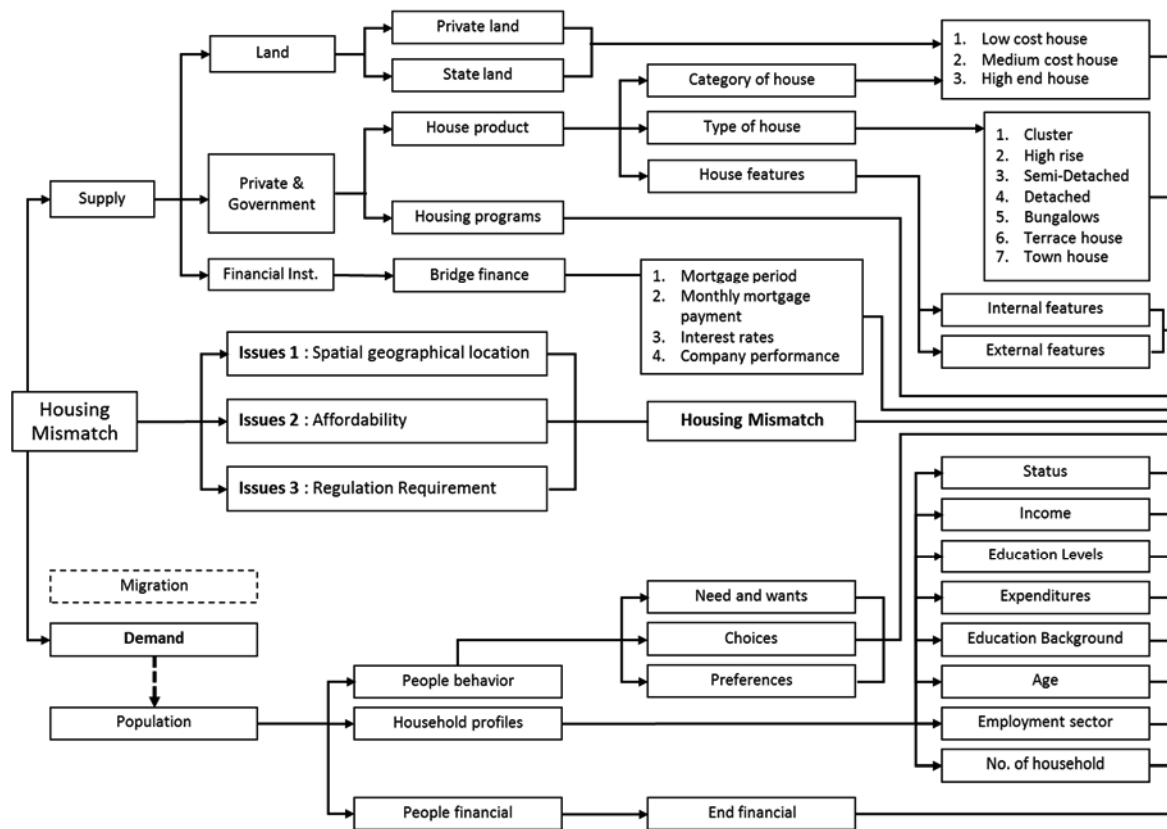 Private land
Land
State land
1. Low cost house
2. Medium cost house
3. High end house
Category of house
House product
Type of house
House features
1. Cluster
2. High rise
3. Semi-Detached
4. Detached
5. Bungalows
6. Terrace house
7. Town house
Supply
Private &
Government
Housing programs
Financial Inst.
Bridge finance
1. Mortgage period
2. Monthly mortgage
payment
3. Interest rates
4. Company performance
Internal features
External features
Issues 1 : Spatial geographical location
Housing
Mismatch
Issues 2 : Affordability
Housing Mismatch
Issues 3 : Regulation Requirement
Status
Income
Education Levels
Expenditures
Education Background
Age
Employment sector
No. of household
Migration
Demand
Population
Need and wants
Choices
Preferences
People behavior
Household profiles
People financial
End financial